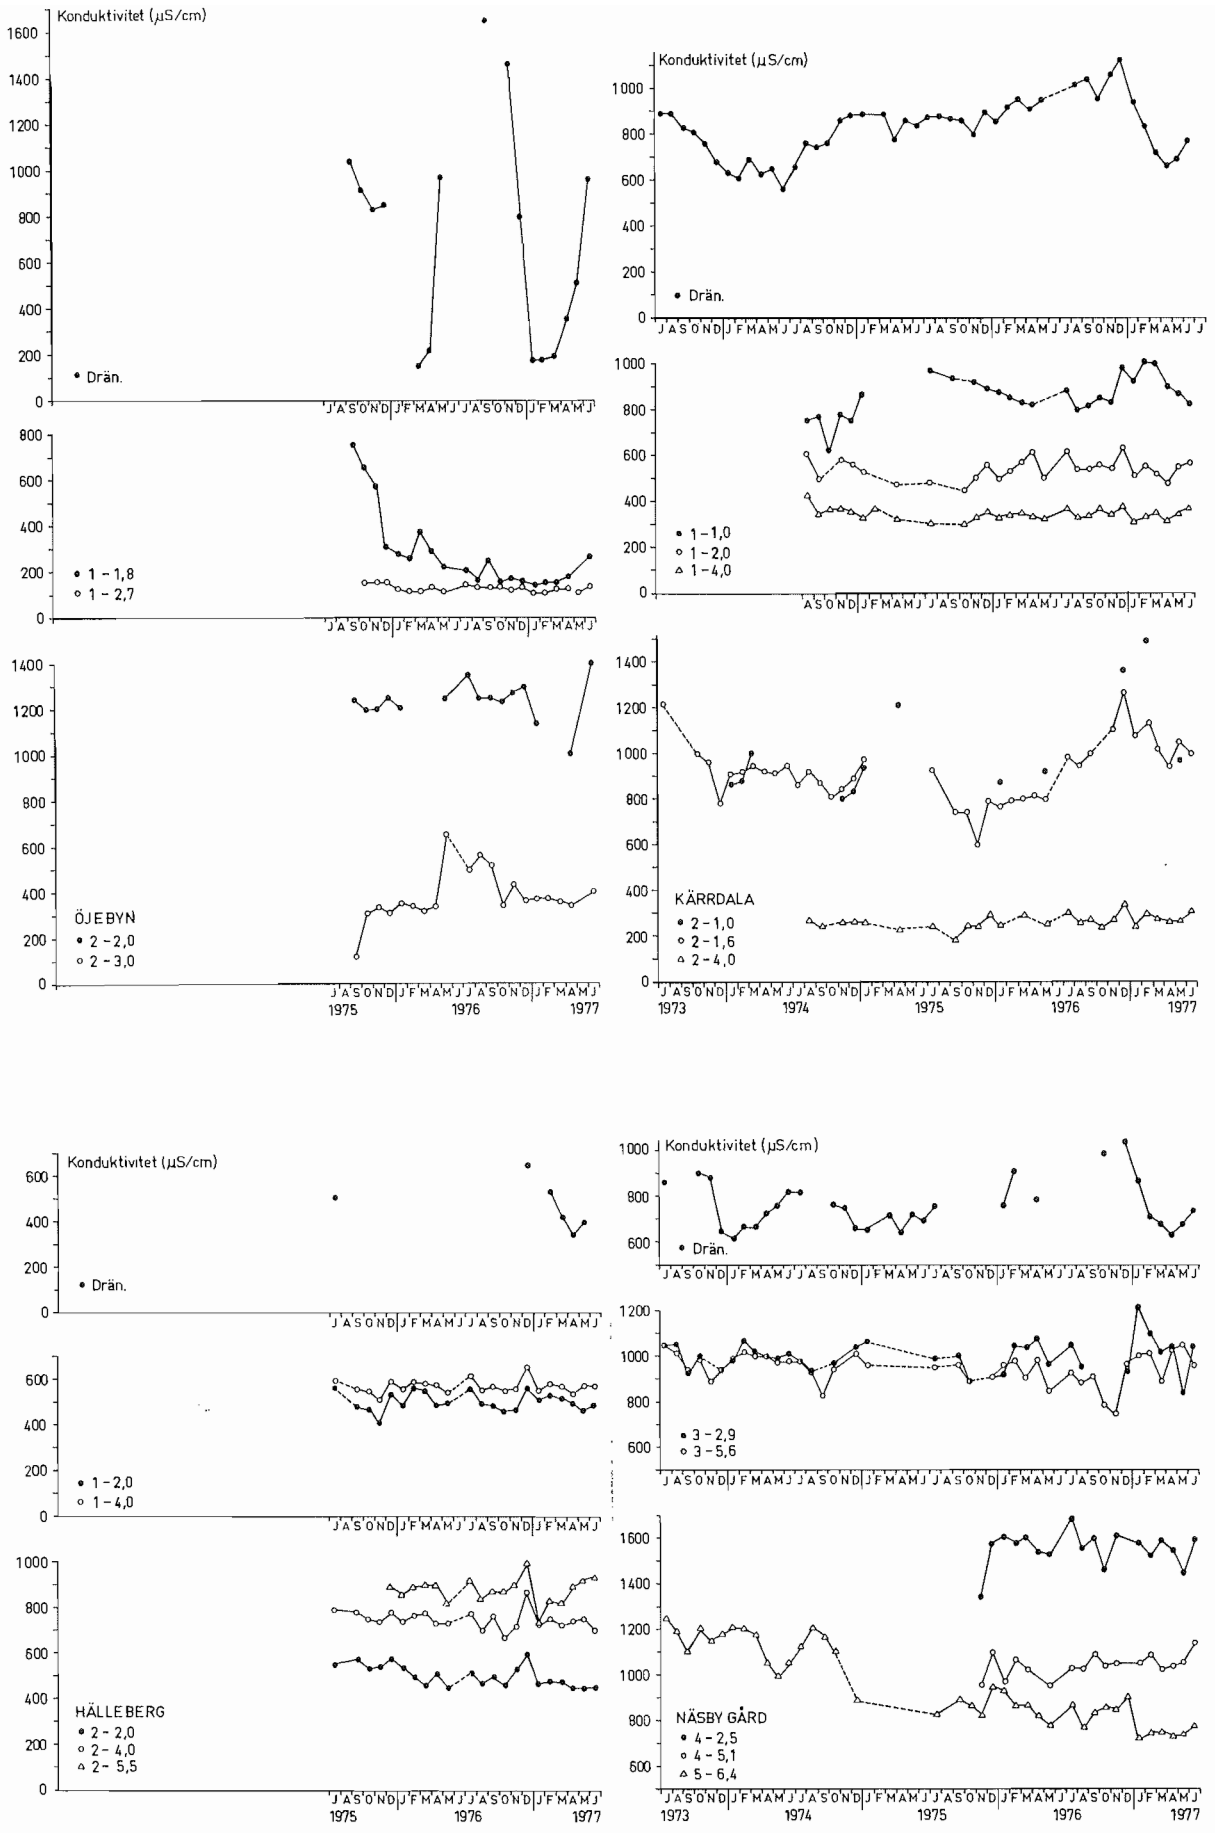 Konduktivitet (µS/cm)
1600
1400
1200
1000
800
600
400
200
0
• Drän.
J A S O N D J F M A M J J A S O N D J F M A M J
800
600
400
200
0
• 1 – 1,8
○ 1 – 2,7
J A S O N D J F M A M J J A S O N D J F M A M J
1400
1200
1000
800
600
400
200
0
ÖJEBYN
• 2 – 2,0
○ 2 – 3,0
J A S O N D J F M A M J J A S O N D J F M A M J
1975 1976 1977
Konduktivitet (µS/cm)
1000
800
600
400
200
0
• Drän.
J A S O N D J F M A M J J A S O N D J F M A M J J A S O N D J F M A M J J A S O N D J F M A M J J
1000
800
600
400
200
0
• 1 – 1,0
○ 1 – 2,0
△ 1 – 4,0
A S O N D J F M A M J J A S O N D J F M A M J J A S O N D J F M A M J
1400
1200
1000
800
600
400
200
0
KÄRRDALA
• 2 – 1,0
○ 2 – 1,6
△ 2 – 4,0
J A S O N D J F M A M J J A S O N D J F M A M J J A S O N D J F M A M J J A S O N D J F M A M J
1973 1974 1975 1976 1977
Konduktivitet (µS/cm)
600
400
200
0
• Drän.
J A S O N D J F M A M J J A S O N D J F M A M J
600
400
200
0
• 1 – 2,0
○ 1 – 4,0
J A S O N D J F M A M J J A S O N D J F M A M J
1000
800
600
400
200
0
HÄLLEBERG
• 2 – 2,0
○ 2 – 4,0
△ 2 – 5,5
J A S O N D J F M A M J J A S O N D J F M A M J
1975 1976 1977
Konduktivitet (µS/cm)
1000
800
600
• Drän.
J A S O N D J F M A M J J A S O N D J F M A M J J A S O N D J F M A M J J A S O N D J F M A M J
1200
1000
800
600
• 3 – 2,9
○ 3 – 5,6
J A S O N D J F M A M J J A S O N D J F M A M J J A S O N D J F M A M J J A S O N D J F M A M J
1600
1400
1200
1000
800
600
NÄSBY GÅRD
• 4 – 2,5
○ 4 – 5,1
△ 5 – 6,4
J A S O N D J F M A M J J A S O N D J F M A M J J A S O N D J F M A M J J A S O N D J F M A M J
1973 1974 1975 1976 1977